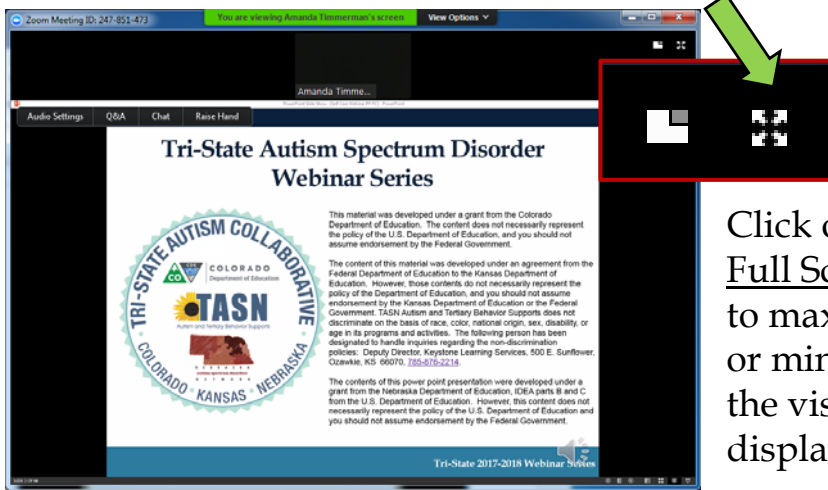 Zoom Meeting ID: 247-851-473
You are viewing Amanda Timmerman's screen
View Options
Amanda Timme...
Audio Settings Q&A Chat Raise Hand
Tri-State Autism Spectrum Disorder
Webinar Series
TRI-STATE AUTISM COLLABORATIVE
COLORADO
Department of Education
CO
TASN
Autism and Tertiary Behavior Supports
NEBRASKA
NETWORK
COLORADO KANSAS NEBRASKA
This material was developed under a grant from the Colorado
Department of Education. The content does not necessarily represent
the policy of the U.S. Department of Education, and you should not
assume endorsement by the Federal Government.
The content of this material was developed under an agreement from the
Federal Department of Education to the Kansas Department of
Education. However, those contents do not necessarily represent the
policy of the Department of Education, and you should not assume
endorsement by the Kansas Department of Education or the Federal
Government. TASN Autism and Tertiary Behavior Supports does not
discriminate on the basis of race, color, national origin, sex, disability, or
age in its programs and activities. The following person has been
designated to handle inquiries regarding the non-discrimination
policies: Deputy Director, Keystone Learning Services, 500 E. Sunflower,
Ozawkie, KS 66070, 785-876-2214.
The contents of this power point presentation were developed under a
grant from the Nebraska Department of Education, IDEA parts B and C
from the U.S. Department of Education. However, this content does not
necessarily represent the policy of the U.S. Department of Education and
you should not assume endorsement by the Federal Government.
Tri-State 2017-2018 Webinar Series
Click o
Full Sc
to max
or min
the vis
displa